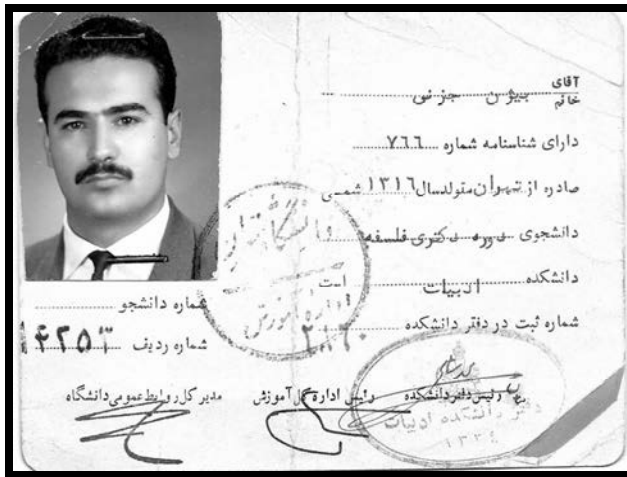 آقای
خانم
بیژن جزنی
دارای شناسنامه شماره ۷۶۶
صادره از تهران متولد سال ۱۳۱۶ شمسی
دانشجوی دوره دکتری فلسفه
دانشکده ادبیات است
شماره ثبت در دفتر دانشکده
شماره دانشجو
شماره ردیف ۱۴۲۵۳
رئیس دفتر دانشکده
رئیس اداره کل آموزش
مدیر کل روابط عمومی دانشگاه
دانشگاه تهران
دفتر دانشکده ادبیات